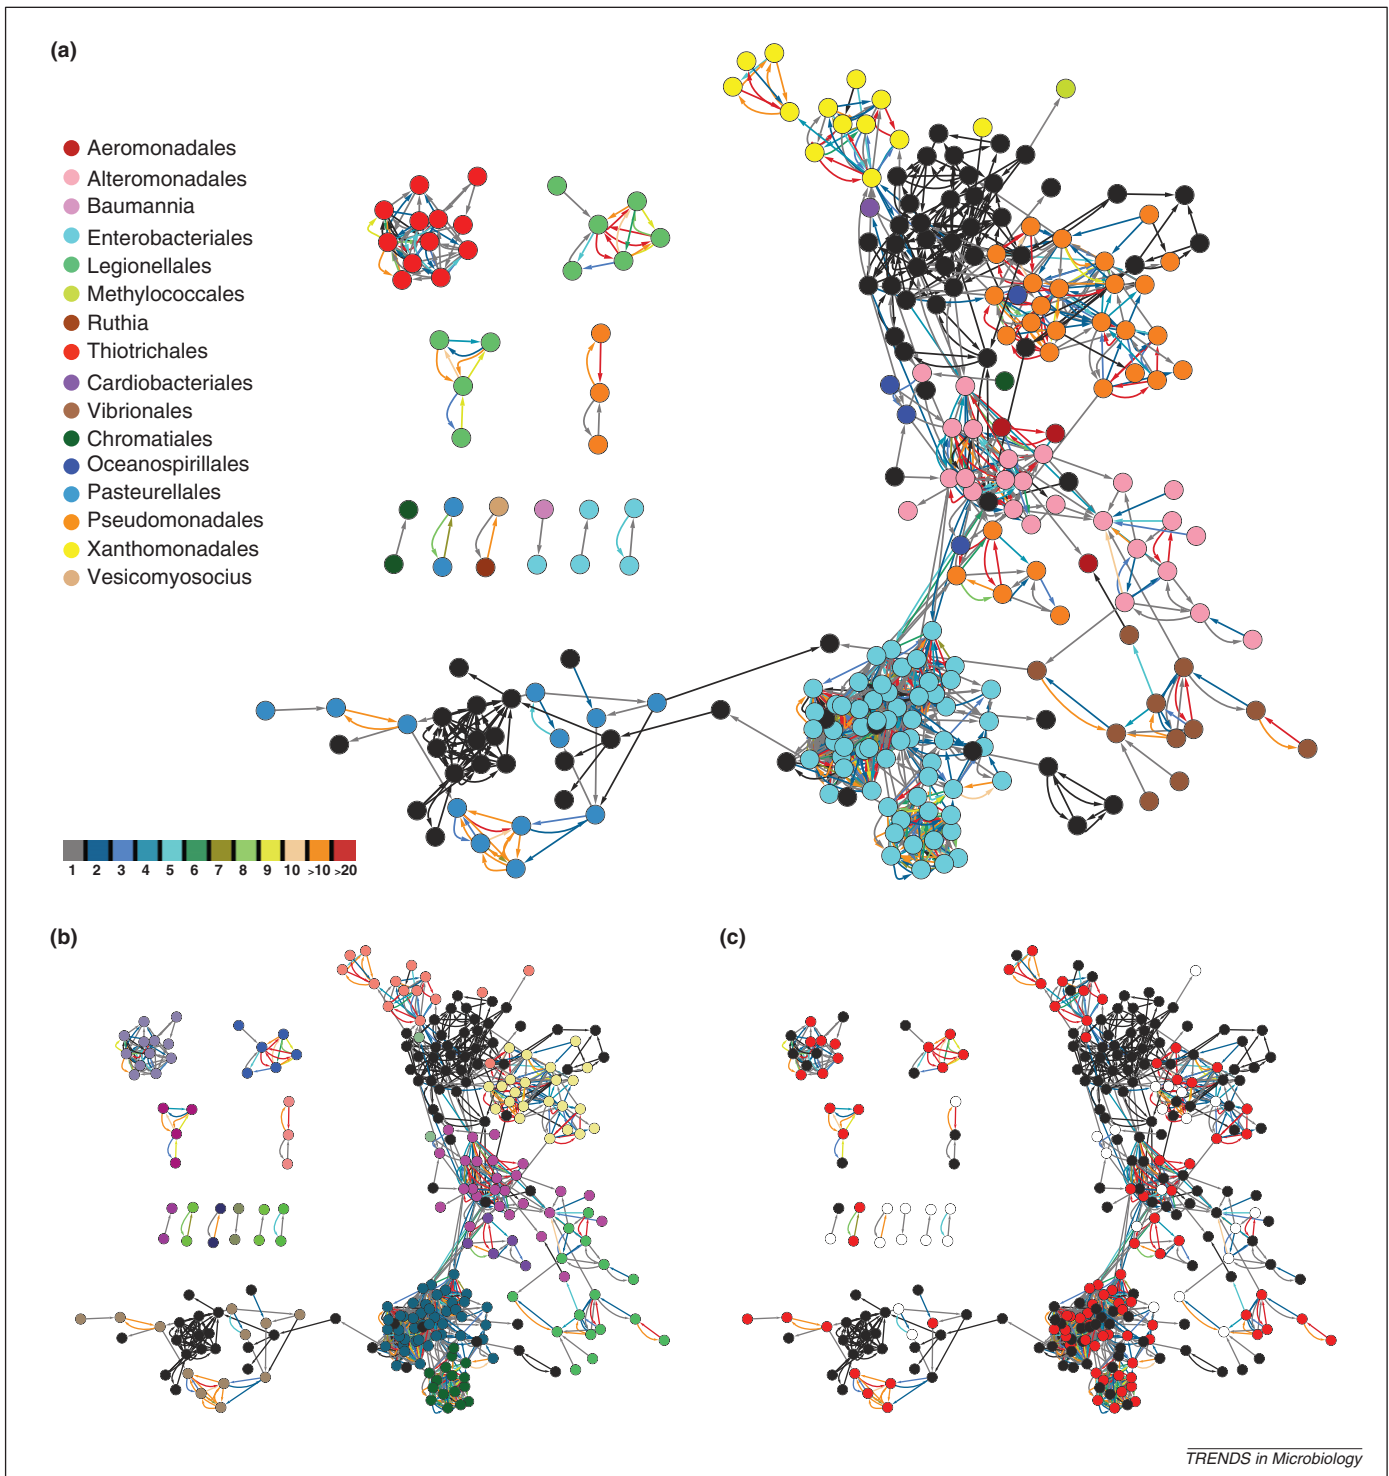 (a)
Aeromonadales
Alteromonadales
Baumannia
Enterobacteriales
Legionellales
Methylococcales
Ruthia
Thiotrichales
Cardiobacteriales
Vibrionales
Chromatiales
Oceanospirillales
Pasteurellales
Pseudomonadales
Xanthomonadales
Vesicomyosocius
1 2 3 4 5 6 7 8 9 10 >10 >20
(b)
(c)
TRENDS in Microbiology